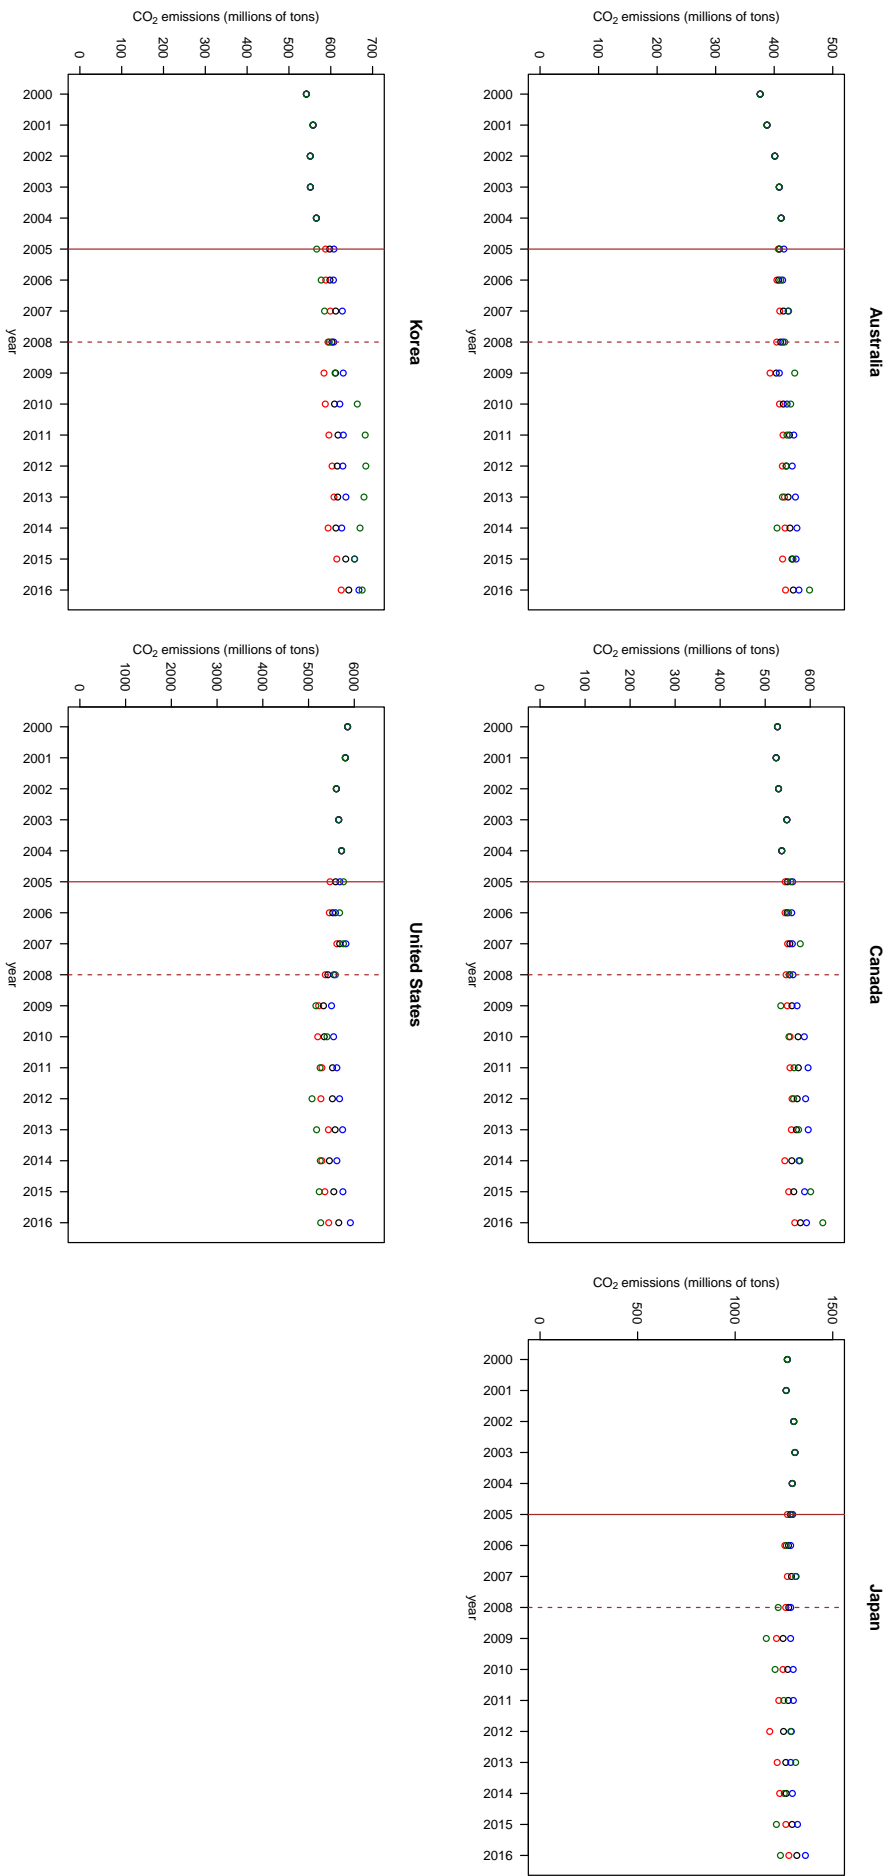 Australia
CO2 emissions (millions of tons)
0 100 200 300 400 500
2000 2001 2002 2003 2004 2005 2006 2007 2008 2009 2010 2011 2012 2013 2014 2015 2016
year
Canada
CO2 emissions (millions of tons)
0 100 200 300 400 500 600
2000 2001 2002 2003 2004 2005 2006 2007 2008 2009 2010 2011 2012 2013 2014 2015 2016
year
Japan
CO2 emissions (millions of tons)
0 500 1000 1500
2000 2001 2002 2003 2004 2005 2006 2007 2008 2009 2010 2011 2012 2013 2014 2015 2016
year
Korea
CO2 emissions (millions of tons)
0 100 200 300 400 500 600 700
2000 2001 2002 2003 2004 2005 2006 2007 2008 2009 2010 2011 2012 2013 2014 2015 2016
year
United States
CO2 emissions (millions of tons)
0 1000 2000 3000 4000 5000 6000
2000 2001 2002 2003 2004 2005 2006 2007 2008 2009 2010 2011 2012 2013 2014 2015 2016
year